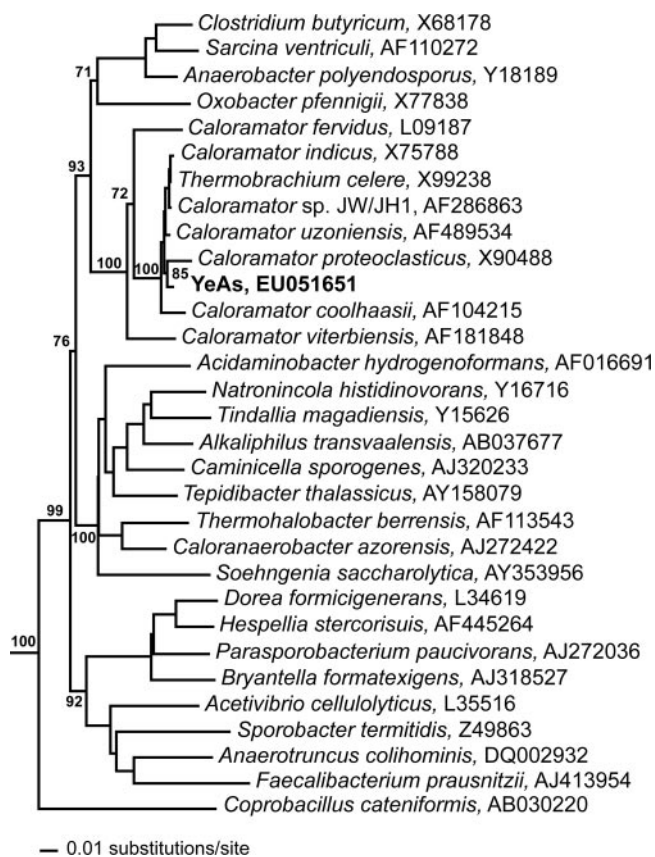 Clostridium butyricum, X68178
Sarcina ventriculi, AF110272
71
Anaerobacter polyendosporus, Y18189
Oxobacter pfennigii, X77838
Caloramator fervidus, L09187
Caloramator indicus, X75788
93
Thermobrachium celere, X99238
72
Caloramator sp. JW/JH1, AF286863
Caloramator uzoniensis, AF489534
Caloramator proteoclasticus, X90488
100
100
85
YeAs, EU051651
Caloramator coolhaasii, AF104215
Caloramator viterbiensis, AF181848
76
Acidaminobacter hydrogenoformans, AF016691
Natronincola histidinovorans, Y16716
Tindallia magadiensis, Y15626
Alkaliphilus transvaalensis, AB037677
Caminicella sporogenes, AJ320233
Tepidibacter thalassicus, AY158079
99
Thermohalobacter berrensis, AF113543
100
Caloranaerobacter azorensis, AJ272422
Soehngenia saccharolytica, AY353956
Dorea formicigenerans, L34619
Hespellia stercorisuis, AF445264
100
Parasporobacterium paucivorans, AJ272036
Bryantella formatexigens, AJ318527
92
Acetivibrio cellulolyticus, L35516
Sporobacter termitidis, Z49863
Anaerotruncus colihominis, DQ002932
Faecalibacterium prausnitzii, AJ413954
Coprobacillus cateniformis, AB030220
0.01 substitutions/site